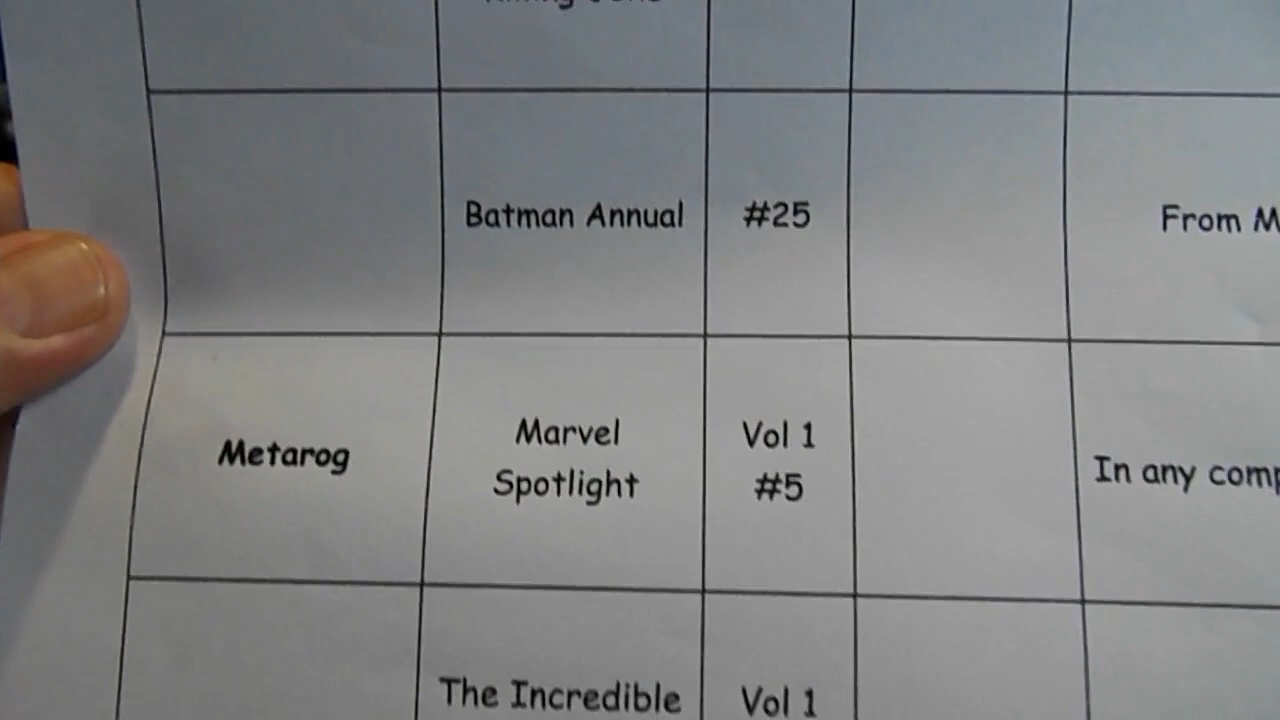 Batman Annual #25 From M
Metarog Marvel Spotlight Vol 1 #5 In any comp
The Incredible Vol 1